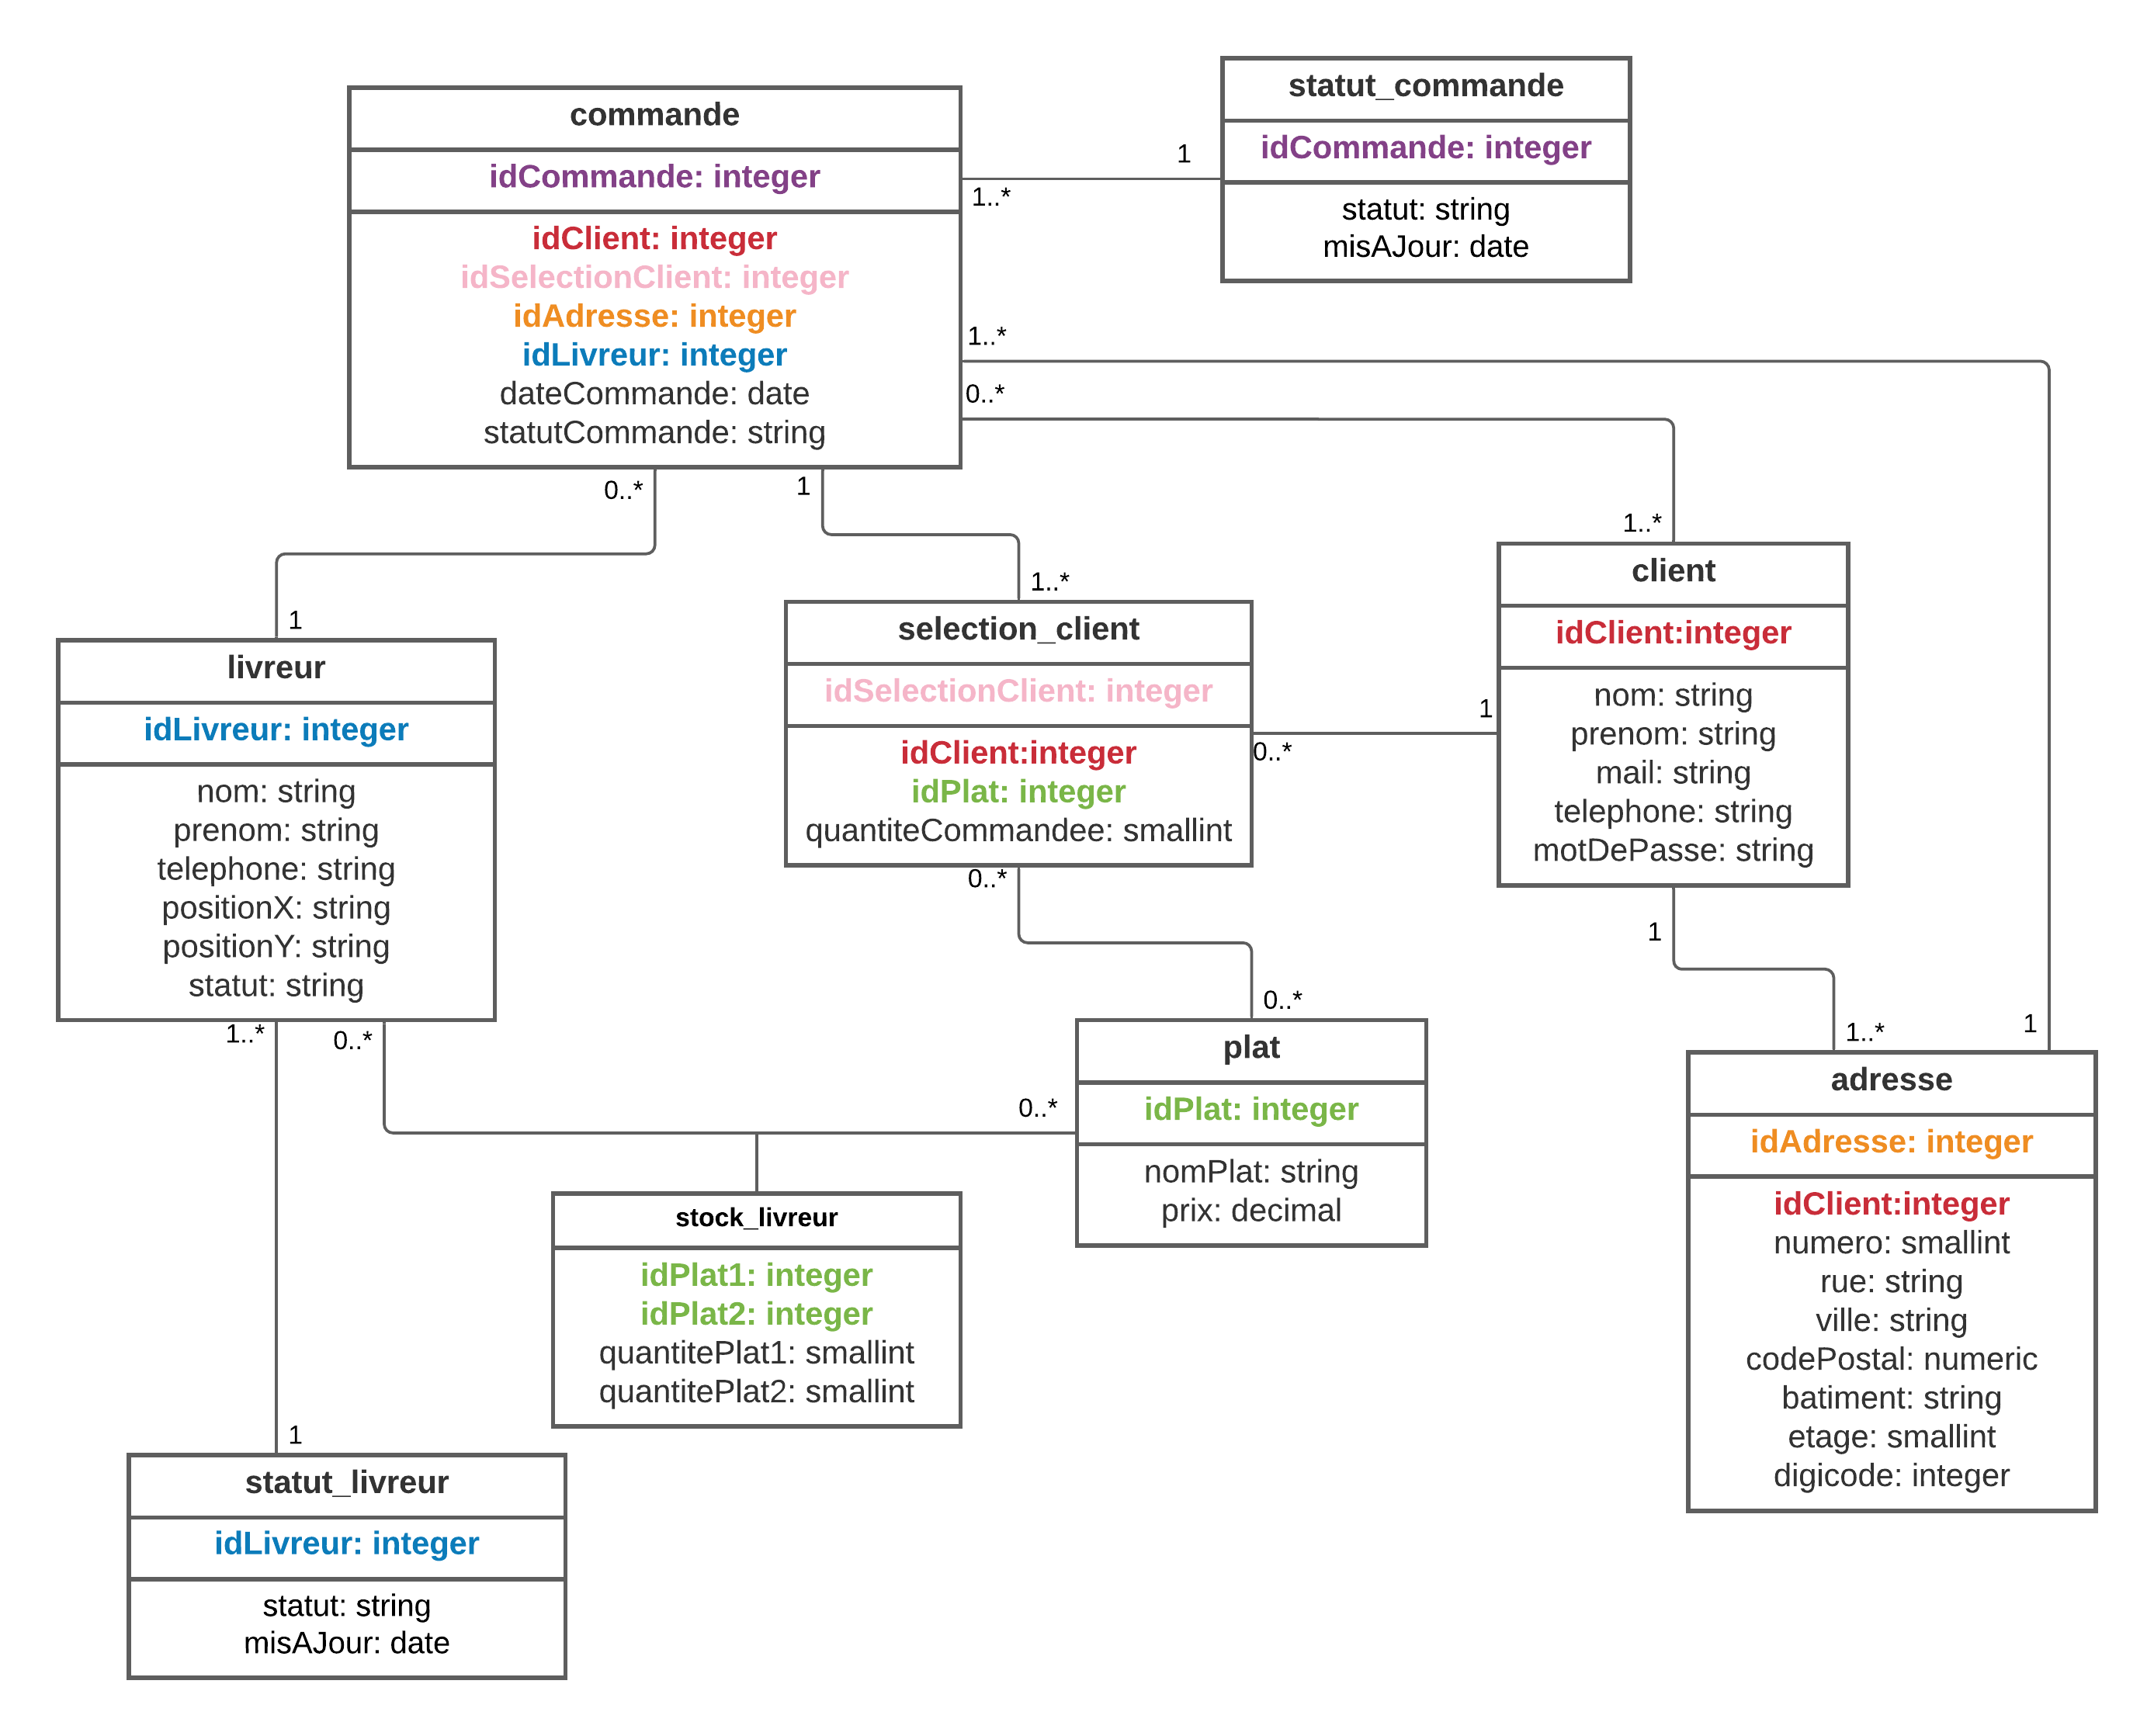 commande
idCommande: integer
idClient: integer
idSelectionClient: integer
idAdresse: integer
idLivreur: integer
dateCommande: date
statutCommande: string
1
1..*
statut_commande
idCommande: integer
statut: string
misAJour: date
1..*
0..*
0..*
1
1..*
1..*
1
livreur
idLivreur: integer
nom: string
prenom: string
telephone: string
positionX: string
positionY: string
statut: string
selection_client
idSelectionClient: integer
idClient:integer
idPlat: integer
quantiteCommandee: smallint
1
0..*
client
idClient:integer
nom: string
prenom: string
mail: string
telephone: string
motDePasse: string
0..*
1
0..*
1..*
1
1..*
0..*
0..*
plat
idPlat: integer
nomPlat: string
prix: decimal
adresse
idAdresse: integer
idClient:integer
numero: smallint
rue: string
ville: string
codePostal: numeric
batiment: string
etage: smallint
digicode: integer
stock_livreur
idPlat1: integer
idPlat2: integer
quantitePlat1: smallint
quantitePlat2: smallint
1
statut_livreur
idLivreur: integer
statut: string
misAJour: date